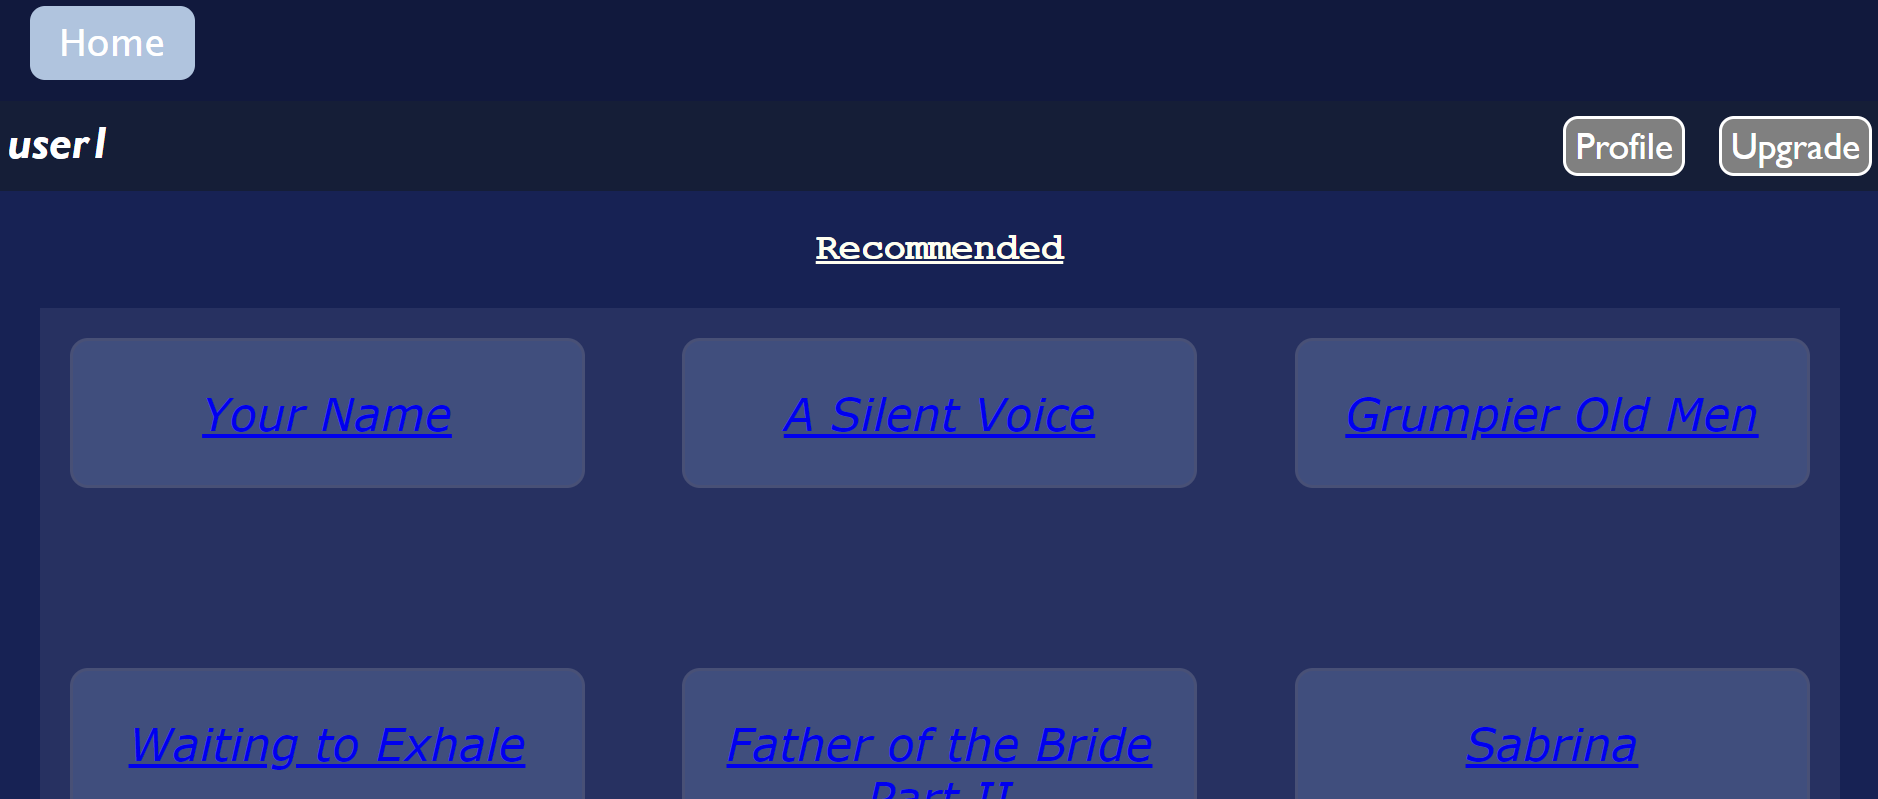 Home
user1
Profile
Upgrade
Recommended
Your Name
A Silent Voice
Grumpier Old Men
Waiting to Exhale
Father of the Bride
Part II
Sabrina